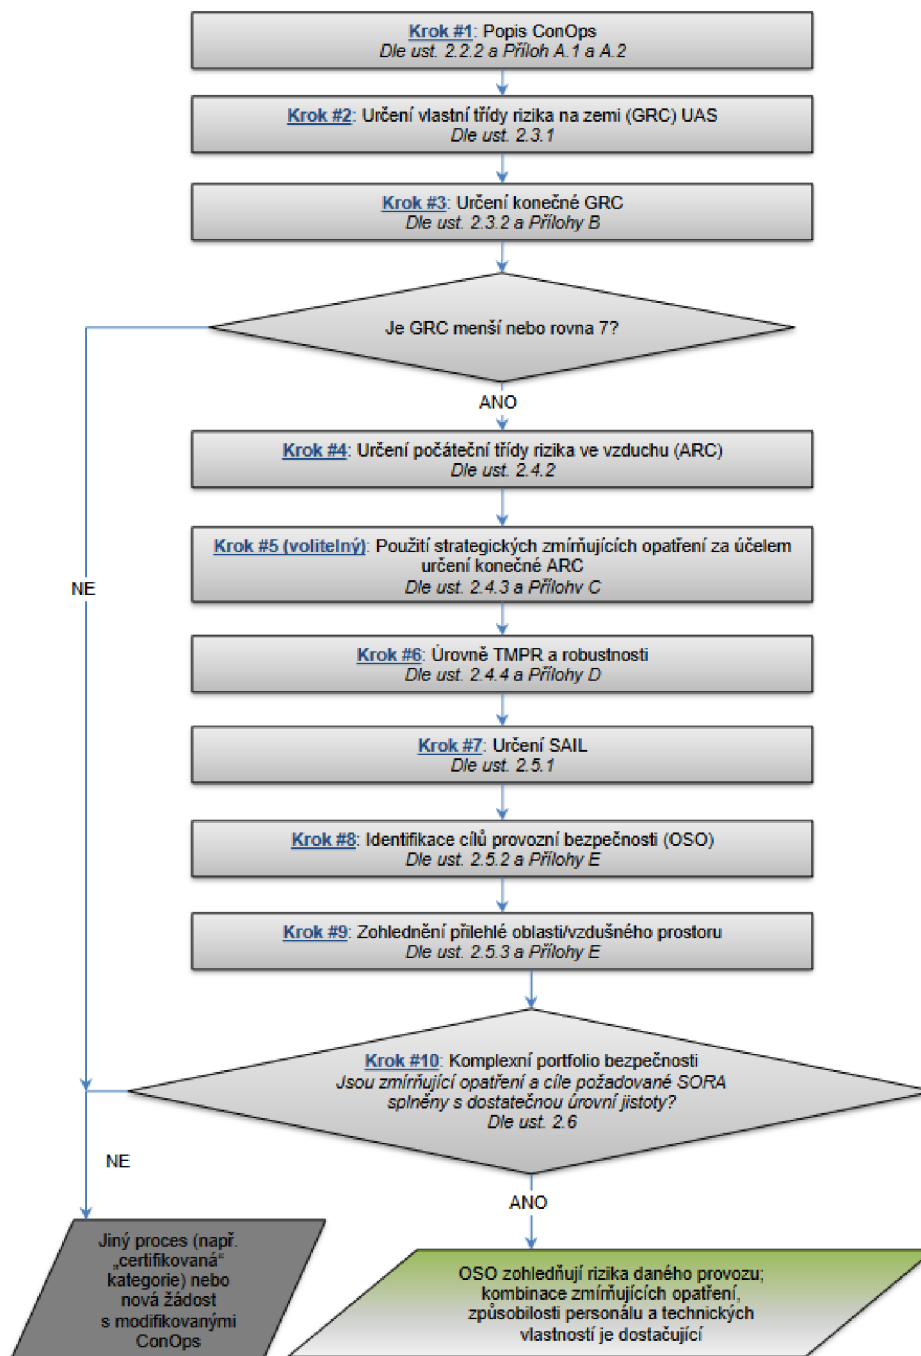 Krok #1: Popis ConOps
Dle ust. 2.2.2 a Příloh A.1 a A.2
Krok #2: Určení vlastní třídy rizika na zemi (GRC) UAS
Dle ust. 2.3.1
Krok #3: Určení konečné GRC
Dle ust. 2.3.2 a Přílohy B
Je GRC menší nebo rovna 7?
ANO
Krok #4: Určení počáteční třídy rizika ve vzduchu (ARC)
Dle ust. 2.4.2
Krok #5 (volitelný): Použití strategických zmírňujících opatření za účelem
určení konečné ARC
Dle ust. 2.4.3 a Přílohy C
NE
Krok #6: Úrovně TMPR a robustnosti
Dle ust. 2.4.4 a Přílohy D
Krok #7: Určení SAIL
Dle ust. 2.5.1
Krok #8: Identifikace cílů provozní bezpečnosti (OSO)
Dle ust. 2.5.2 a Přílohy E
Krok #9: Zohlednění přilehlé oblasti/vzdušného prostoru
Dle ust. 2.5.3 a Přílohy E
Krok #10: Komplexní portfolio bezpečnosti
Jsou zmírňující opatření a cíle požadované SORA
splněny s dostatečnou úrovní jistoty?
Dle ust. 2.6
NE
ANO
Jiný proces (např.
„certifikovaná“
kategorie) nebo
nová žádost
s modifikovanými
ConOps
OSO zohledňují rizika daného provozu;
kombinace zmírňujících opatření,
způsobilosti personálu a technických
vlastností je dostačující